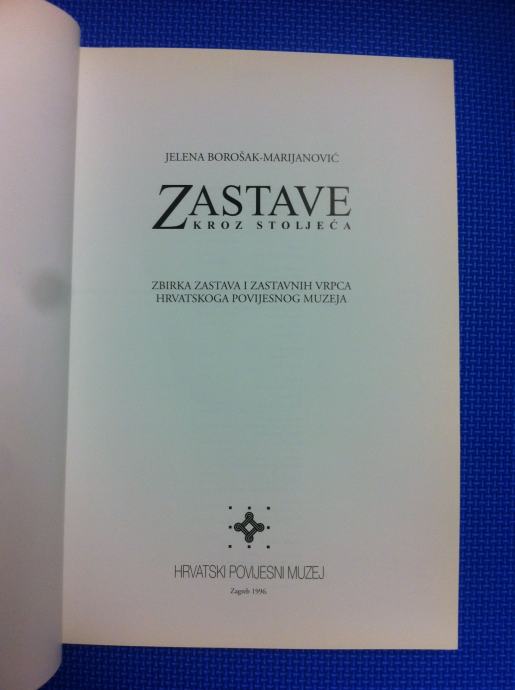 JELENA BOROŠAK-MARIJANOVIĆ
ZASTAVE
KROZ STOLJEĆA
ZBIRKA ZASTAVA I ZASTAVNIH VRPCA
HRVATSKOGA POVIJESNOG MUZEJA
HRVATSKI POVIJESNI MUZEJ
Zagreb 1996.